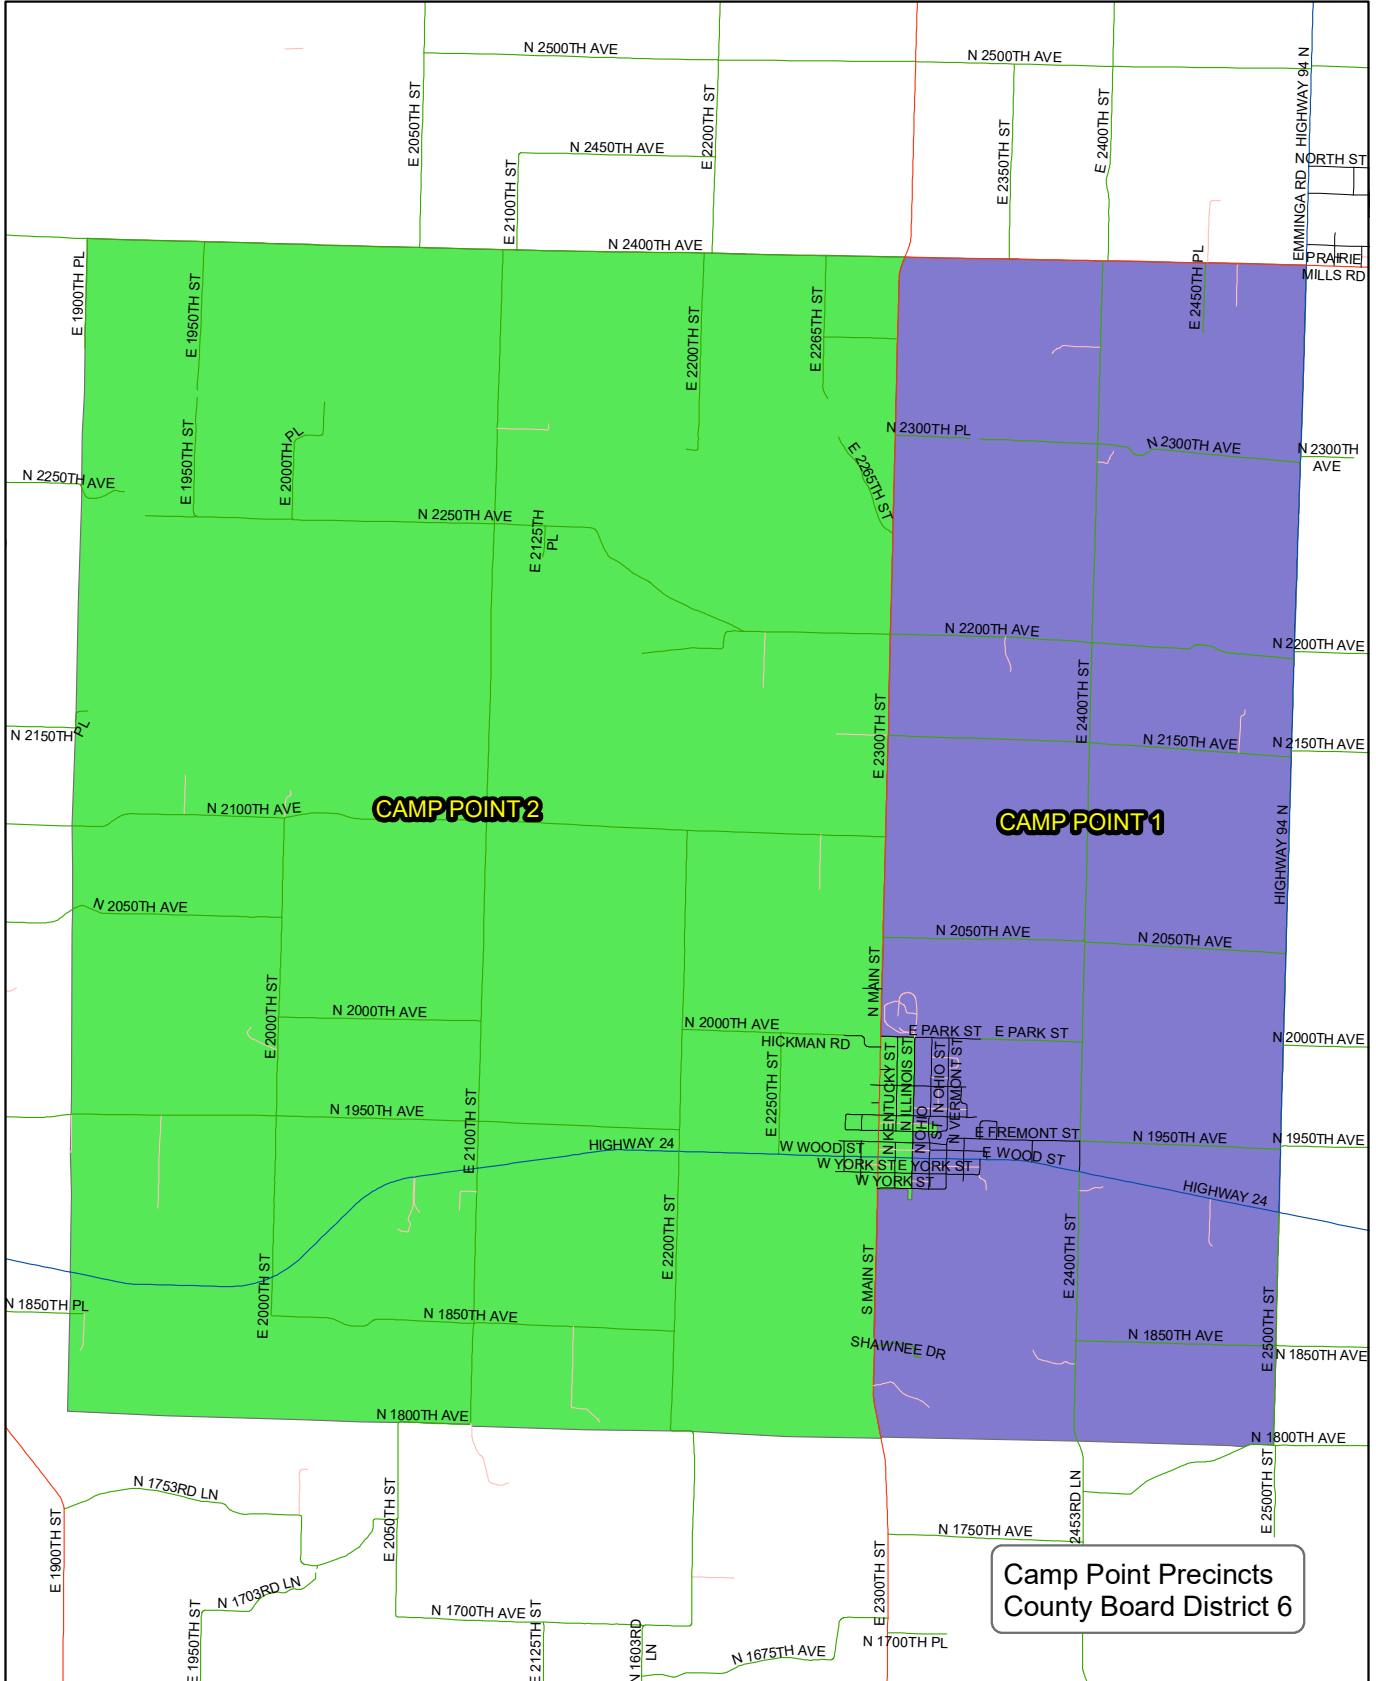 N 2500TH AVE
N 2500TH AVE
HIGHWAY 94 N
E 2050TH ST
E 2200TH ST
E 2400TH ST
E 2350TH ST
N 2450TH AVE
NORTH ST
E 2100TH ST
EMMINGA RD
N 2400TH AVE
PRAIRIE
MILLS RD
E 1900TH PL
E 1950TH ST
E 2200TH ST
E 2265TH ST
E 2450TH PL
E 1950TH ST
E 2000TH PL
N 2300TH PL
N 2300TH AVE
N 2300TH
AVE
E 2265TH ST
N 2250TH AVE
N 2250TH AVE
E 2125TH
PL
N 2200TH AVE
N 2200TH AVE
E 2300TH ST
E 2400TH ST
N 2150TH PL
N 2150TH AVE
N 2150TH AVE
N 2100TH AVE
CAMP POINT 2
CAMP POINT 1
HIGHWAY 94 N
N 2050TH AVE
N 2050TH AVE
N 2050TH AVE
N MAIN ST
E 2000TH ST
N 2000TH AVE
N 2000TH AVE
HICKMAN RD
E PARK ST
E PARK ST
N 2000TH AVE
E 2250TH ST
N KENTUCKY ST
N ILLINOIS ST
N OHIO ST
N VERMONT ST
N OHIO
ST
E 2100TH ST
N 1950TH AVE
E FREMONT ST
N 1950TH AVE
N 1950TH AVE
HIGHWAY 24
W WOOD ST
E WOOD ST
W YORK ST
E YORK ST
W YORK ST
HIGHWAY 24
E 2200TH ST
E 2400TH ST
E 2000TH ST
S MAIN ST
E 2500TH ST
N 1850TH PL
N 1850TH AVE
N 1850TH AVE
N 1850TH AVE
SHAWNEE DR
N 1800TH AVE
N 1800TH AVE
N 1753RD LN
E 1900TH ST
E 2050TH ST
2453RD LN
E 2500TH ST
N 1750TH AVE
E 2300TH ST
N 1703RD LN
N 1700TH AVE
E 1950TH ST
E 2125TH ST
N 1603RD
LN
N 1675TH AVE
N 1700TH PL
Camp Point Precincts
County Board District 6